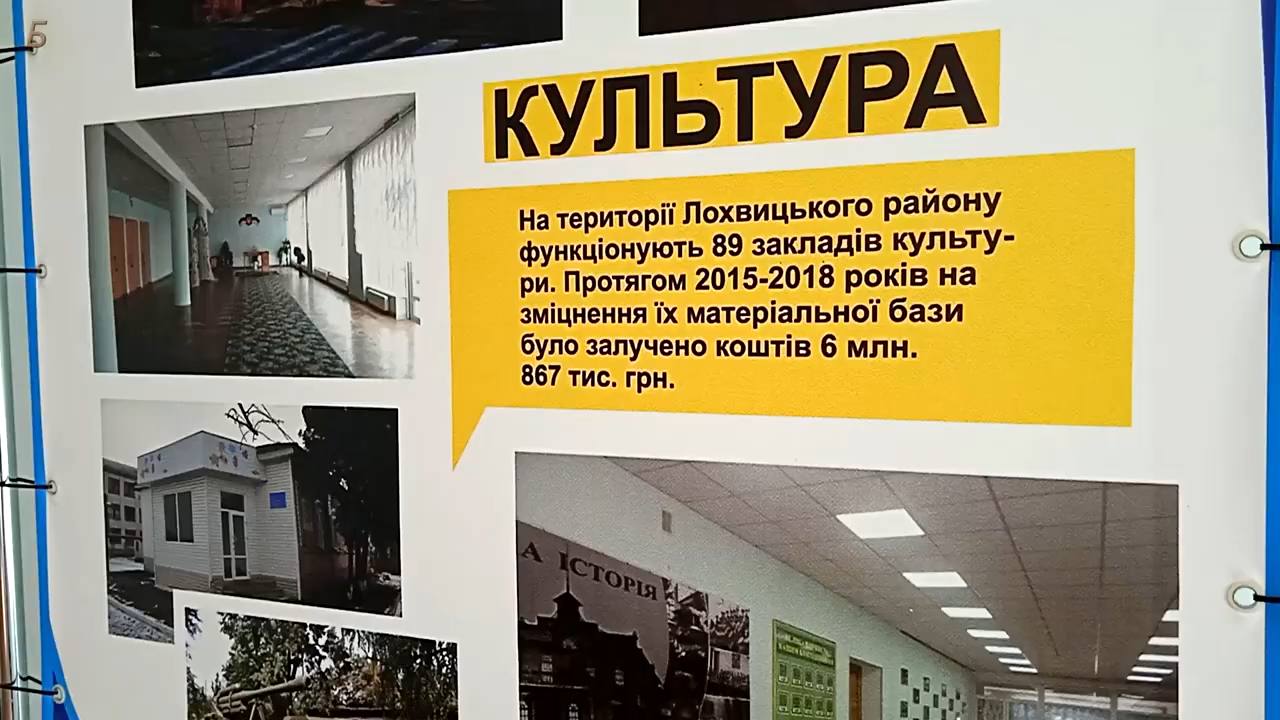 Б
КУЛЬТУРА
На території Лохвицького району
функціонують 89 закладів культу-
ри. Протягом 2015-2018 років на
зміцнення їх матеріальної бази
було залучено коштів 6 млн.
867 тис. грн.
А ІСТОРІЯ